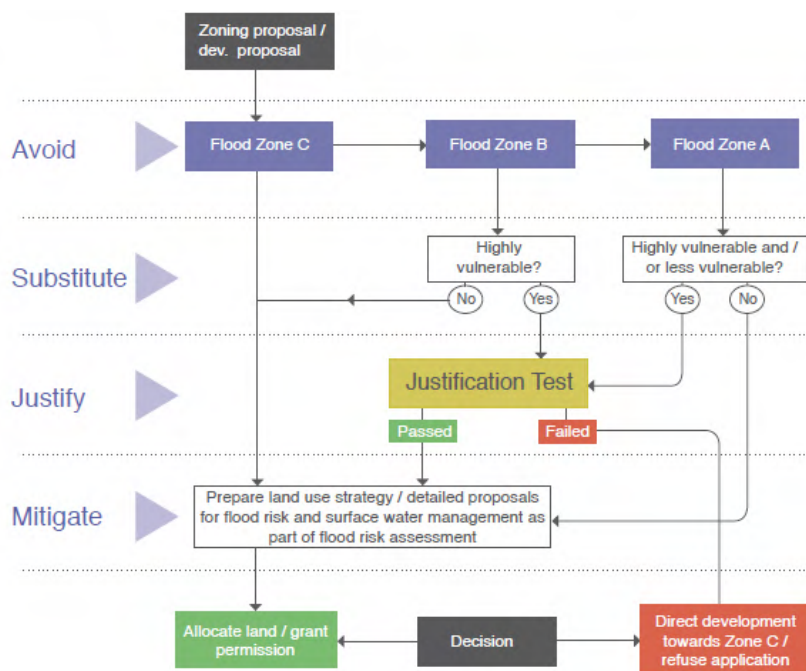 Zoning proposal /
dev. proposal
Avoid
Flood Zone C
Flood Zone B
Flood Zone A
Substitute
Highly
vulnerable?
Highly vulnerable and /
or less vulnerable?
No
Yes
Yes
No
Justify
Justification Test
Passed
Failed
Mitigate
Prepare land use strategy / detailed proposals
for flood risk and surface water management as
part of flood risk assessment
Allocate land / grant
permission
Decision
Direct development
towards Zone C /
refuse application